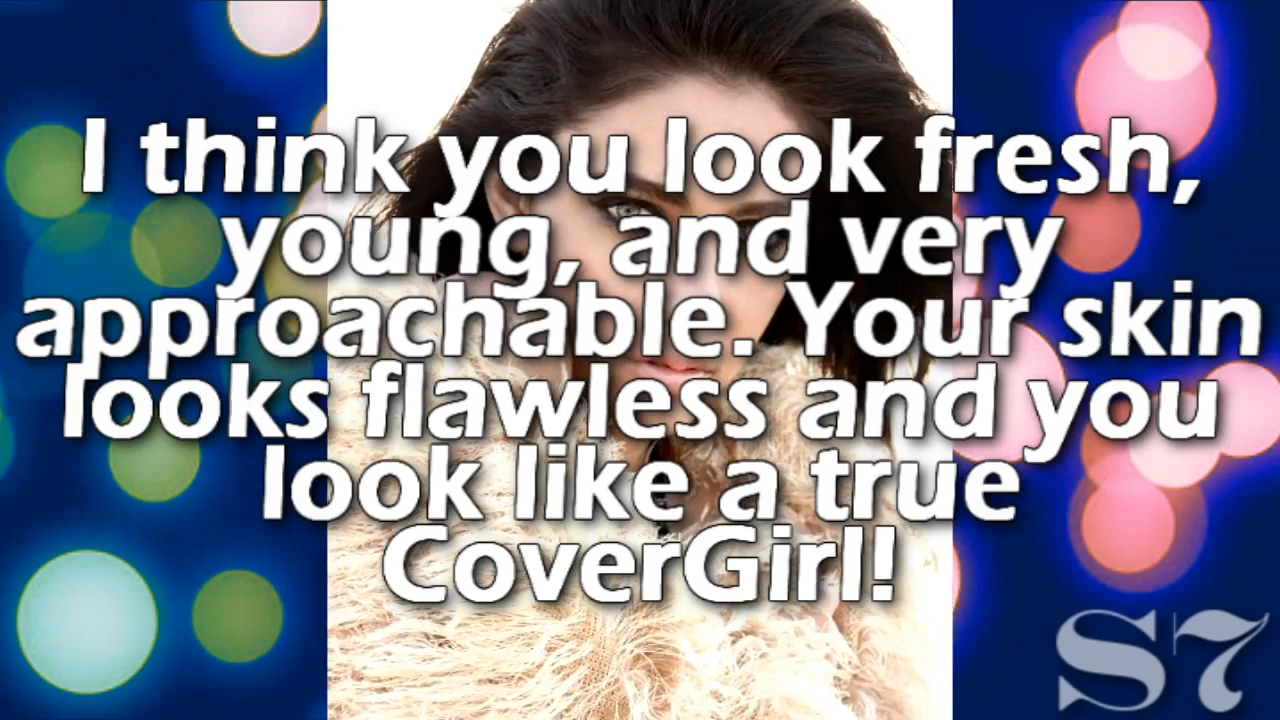 I think you look fresh,
young, and very
approachable. Your skin
looks flawless and you
look like a true
CoverGirl!
S7